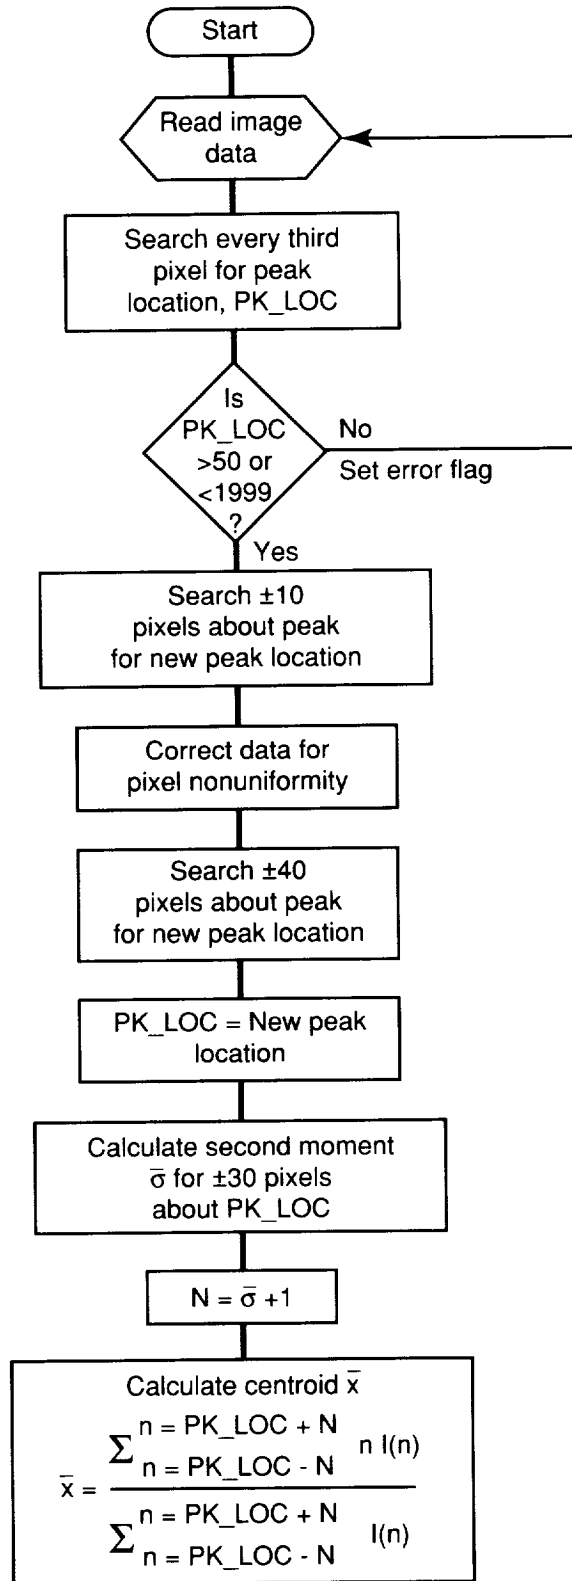 Start
Read image
data
Search every third
pixel for peak
location, PK_LOC
Is
PK_LOC
>50 or
<1999
?
No
Set error flag
Yes
Search ±10
pixels about peak
for new peak location
Correct data for
pixel nonuniformity
Search ±40
pixels about peak
for new peak location
PK_LOC = New peak
location
Calculate second moment
σ̅ for ±30 pixels
about PK_LOC
N = σ̅ +1
Calculate centroid x̅
∑ n = PK_LOC + N
n = PK_LOC - N n I(n)
x̅ =
∑ n = PK_LOC + N
n = PK_LOC - N I(n)